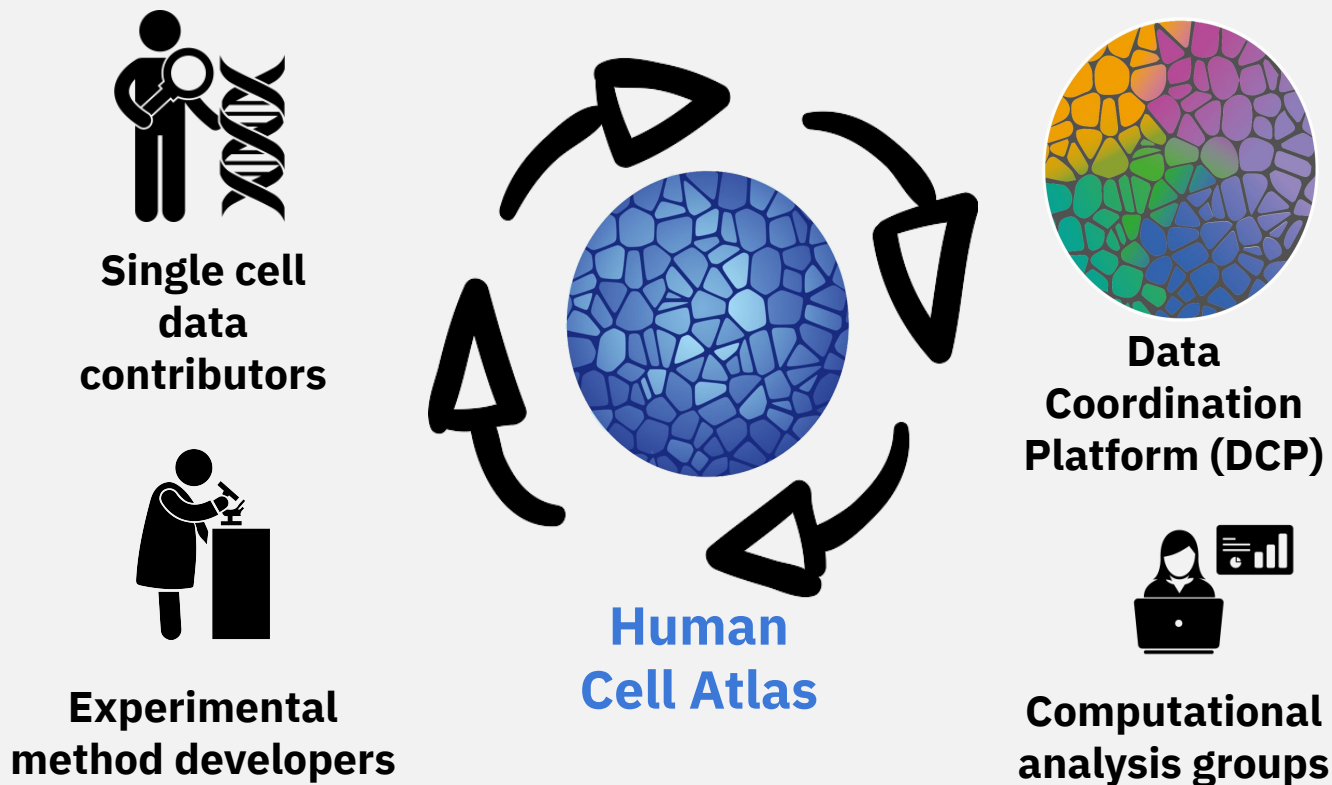 Single cell
data
contributors
Data
Coordination
Platform (DCP)
Human
Cell Atlas
Experimental
method developers
Computational
analysis groups